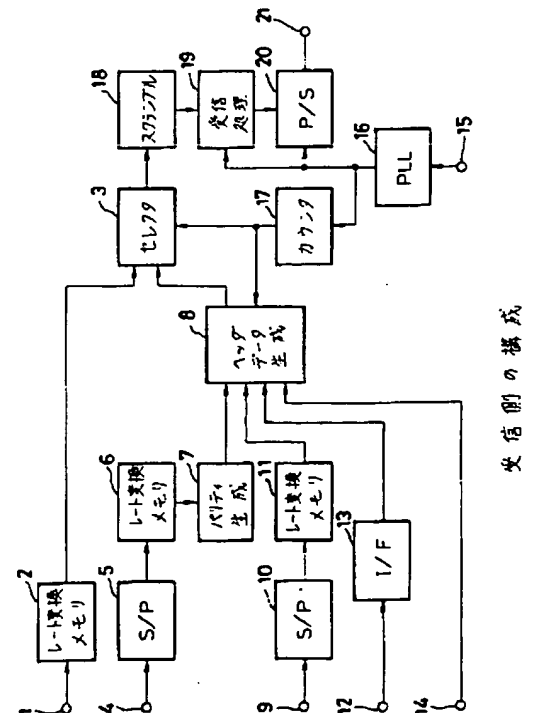 2
レート変換
メモリ
3
セレクタ
18
スクランブル
4
5
S/P
6
レート変換
メモリ
7
パリティ
生成
8
ヘッダ
データ
生成
19
受信
処理
20
P/S
21
9
10
S/P
11
レート変換
メモリ
17
カウンタ
16
PLL
15
12
13
I/F
14
受信側の構成